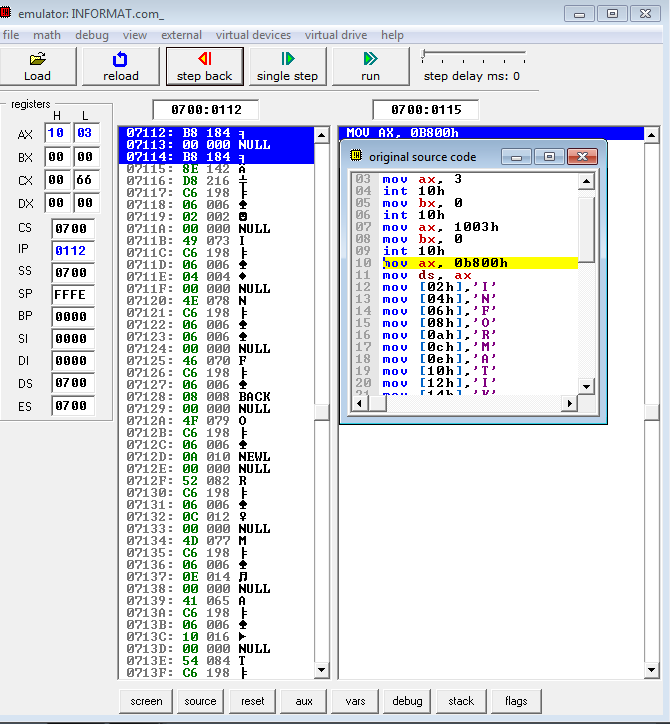 emulator: INFORMAT.com_
file math debug view external virtual devices virtual drive help
Load reload step back single step run step delay ms: 0
registers
H L
AX 10 03
BX 00 00
CX 00 66
DX 00 00
CS 0700
IP 0112
SS 0700
SP FFFE
BP 0000
SI 0000
DI 0000
DS 0700
ES 0700
0700:0112
07112: B8 184 ╕
07113: 00 000 NULL
07114: B8 184 ╕
07115: 8E 142 Ä
07116: D8 216 ╪
07117: C6 198 ╞
07118: 06 006 ♠
07119: 02 002 ☻
0711A: 00 000 NULL
0711B: 49 073 I
0711C: C6 198 ╞
0711D: 06 006 ♠
0711E: 04 004 ♦
0711F: 00 000 NULL
07120: 4E 078 N
07121: C6 198 ╞
07122: 06 006 ♠
07123: 06 006 ♠
07124: 00 000 NULL
07125: 46 070 F
07126: C6 198 ╞
07127: 06 006 ♠
07128: 08 008 BACK
07129: 00 000 NULL
0712A: 4F 079 O
0712B: C6 198 ╞
0712C: 06 006 ♠
0712D: 0A 010 NEWL
0712E: 00 000 NULL
0712F: 52 082 R
07130: C6 198 ╞
07131: 06 006 ♠
07132: 0C 012 ♀
07133: 00 000 NULL
07134: 4D 077 M
07135: C6 198 ╞
07136: 06 006 ♠
07137: 0E 014 ♫
07138: 00 000 NULL
07139: 41 065 A
0713A: C6 198 ╞
0713B: 06 006 ♠
0713C: 10 016 ►
0713D: 00 000 NULL
0713E: 54 084 T
0713F: C6 198 ╞
0700:0115
MOV AX, 0B800h
original source code
03 mov ax, 3
04 int 10h
05 mov bx, 0
06 int 10h
07 mov ax, 1003h
08 mov bx, 0
09 int 10h
10 mov ax, 0b800h
11 mov ds, ax
12 mov [02h],'I'
13 mov [04h],'N'
14 mov [06h],'F'
15 mov [08h],'O'
16 mov [0ah],'R'
17 mov [0ch],'M'
18 mov [0eh],'A'
19 mov [10h],'T'
20 mov [12h],'I'
21 mov [14h],'K'
screen source reset aux vars debug stack flags